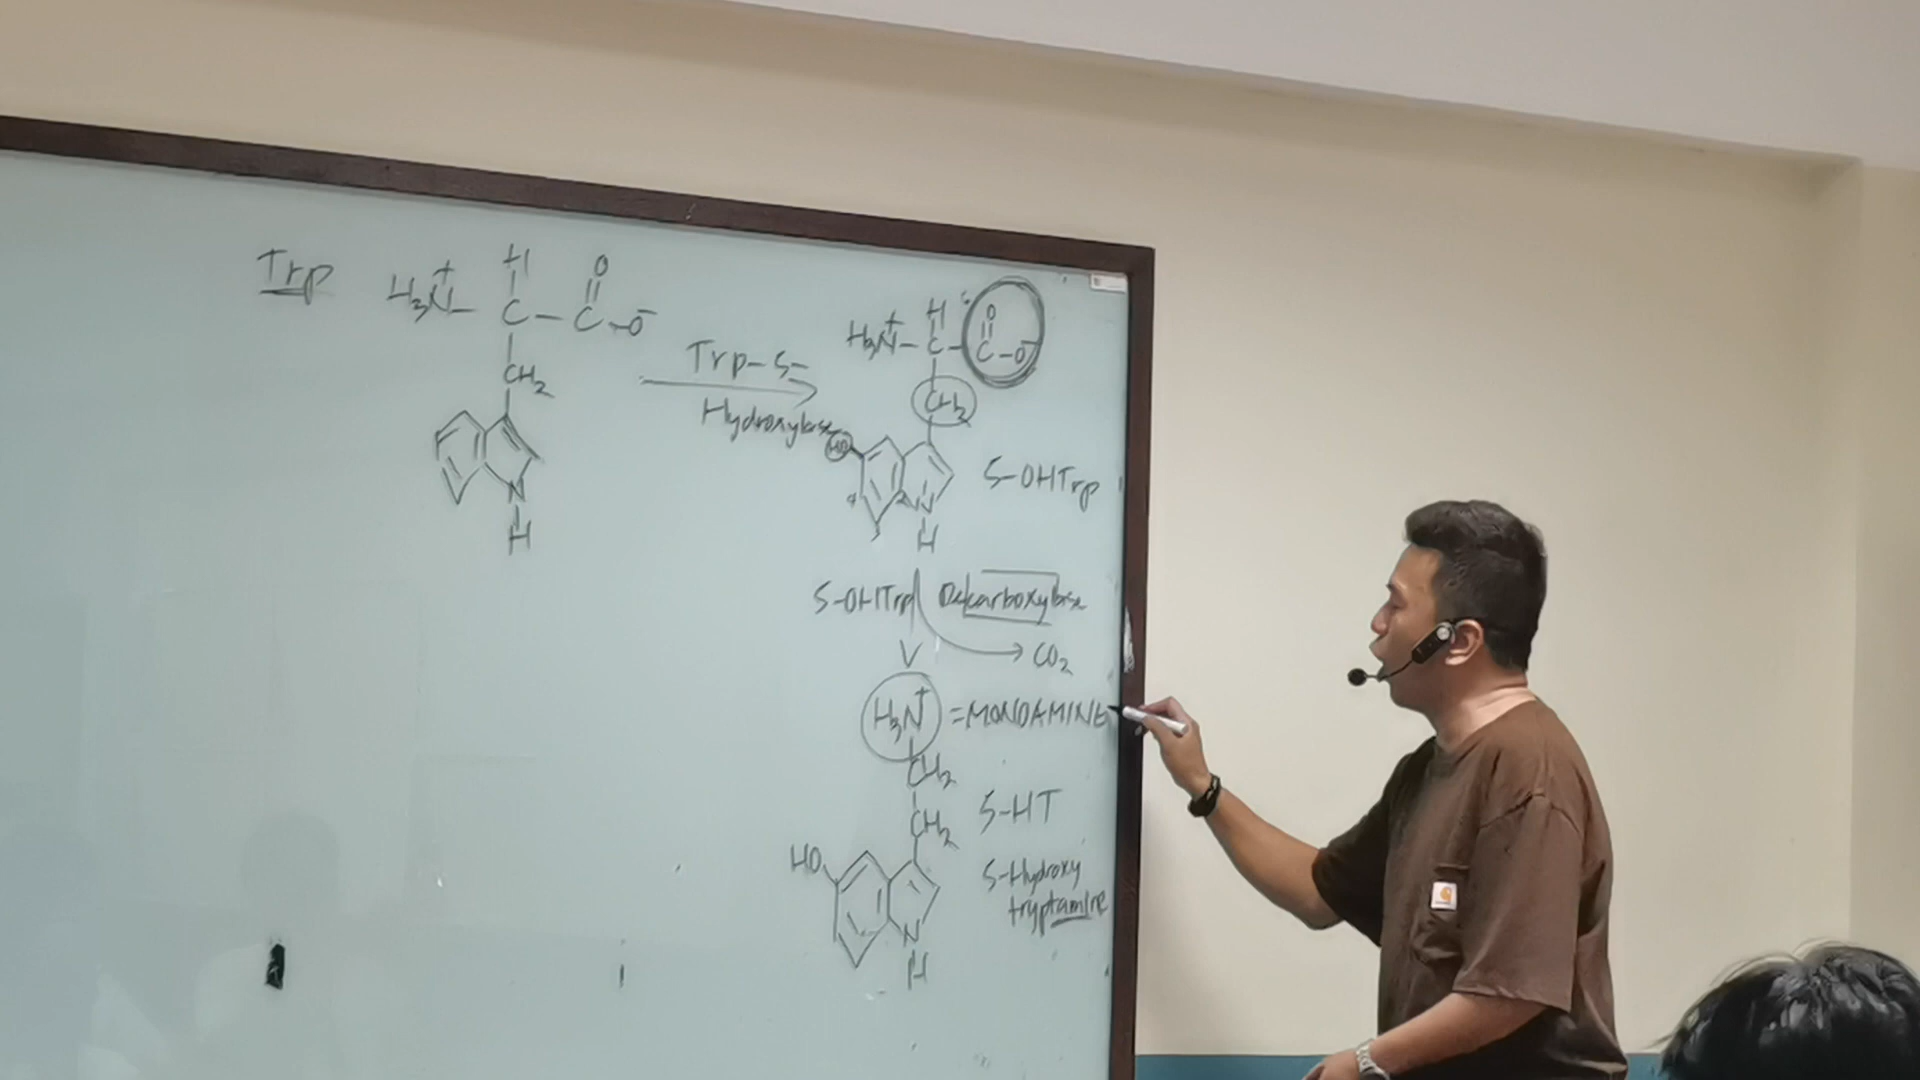 Trp
H
O
H₃N⁺ – C – C – O⁻
CH₂
N
H
Trp-5-
Hydroxylase
H
O
H₃N⁺ – C – C – O⁻
CH₂
HO
N
H
5-OHTrp
5-OHTrp Dekarboxylase
CO₂
H₃N⁺ = MONOAMINE
CH₂
CH₂
5-HT
HO
N
H
5-Hydroxy
tryptamine